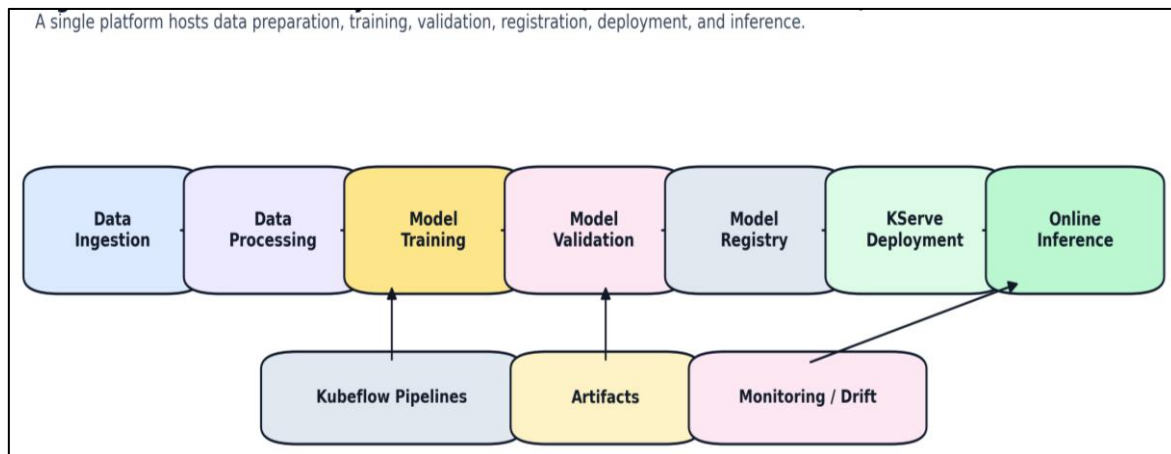 A single platform hosts data preparation, training, validation, registration, deployment, and inference.
Data
Ingestion
Data
Processing
Model
Training
Model
Validation
Model
Registry
KServe
Deployment
Online
Inference
Kubeflow Pipelines
Artifacts
Monitoring / Drift